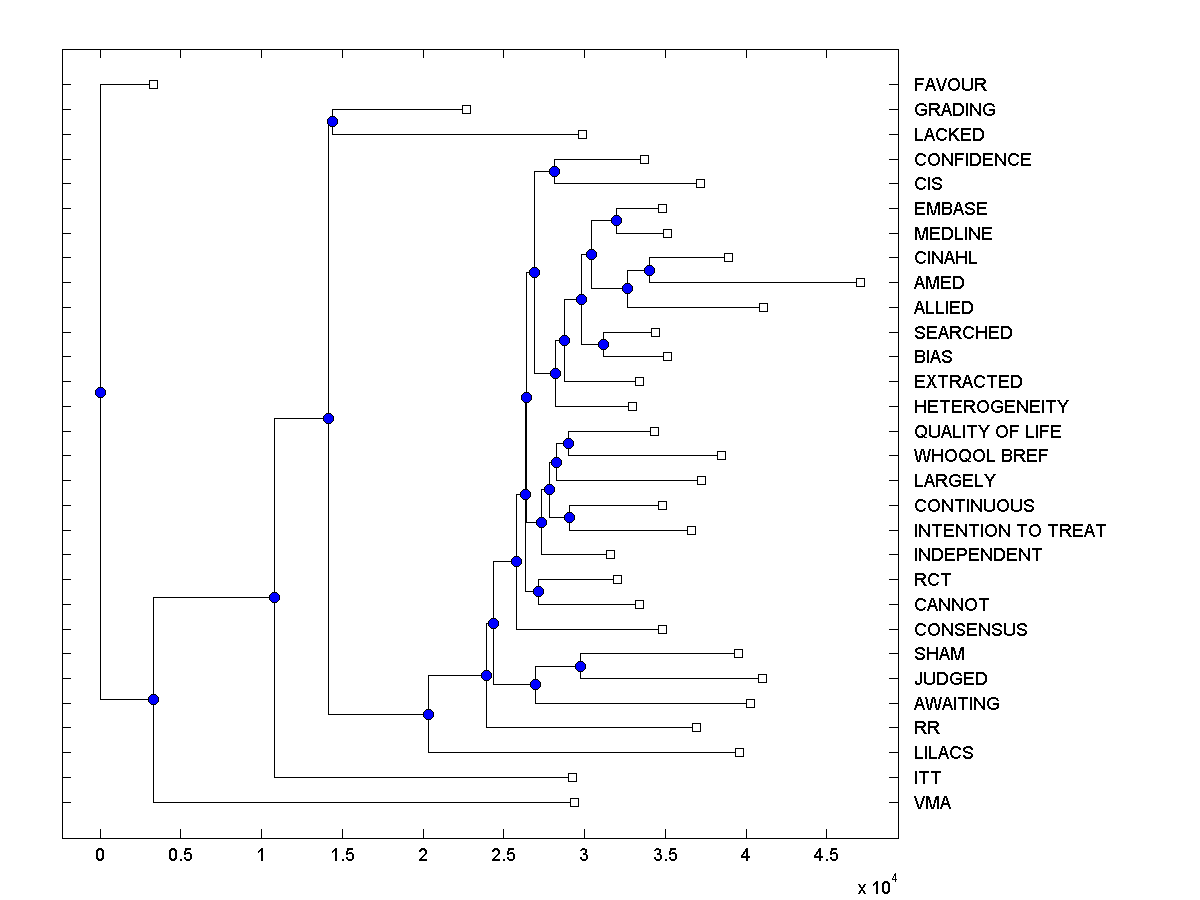 FAVOUR
GRADING
LACKED
CONFIDENCE
CIS
EMBASE
MEDLINE
CINAHL
AMED
ALLIED
SEARCHED
BIAS
EXTRACTED
HETEROGENEITY
QUALITY OF LIFE
WHOQOL BREF
LARGELY
CONTINUOUS
INTENTION TO TREAT
INDEPENDENT
RCT
CANNOT
CONSENSUS
SHAM
JUDGED
AWAITING
RR
LILACS
ITT
VMA
0 0.5 1 1.5 2 2.5 3 3.5 4 4.5
x 10^4